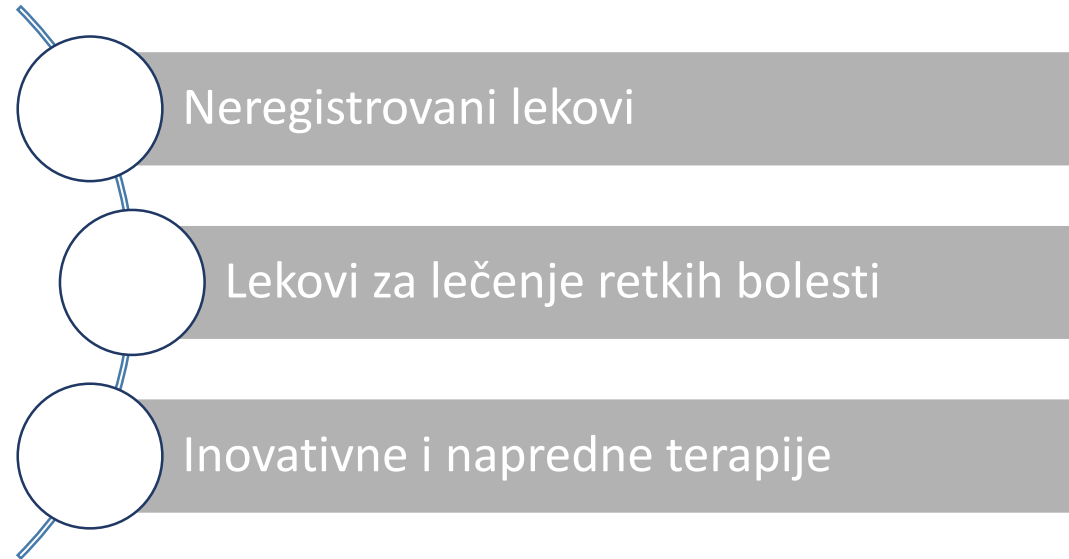 Neregistrovani lekovi
Lekovi za lečenje retkih bolesti
Inovativne i napredne terapije